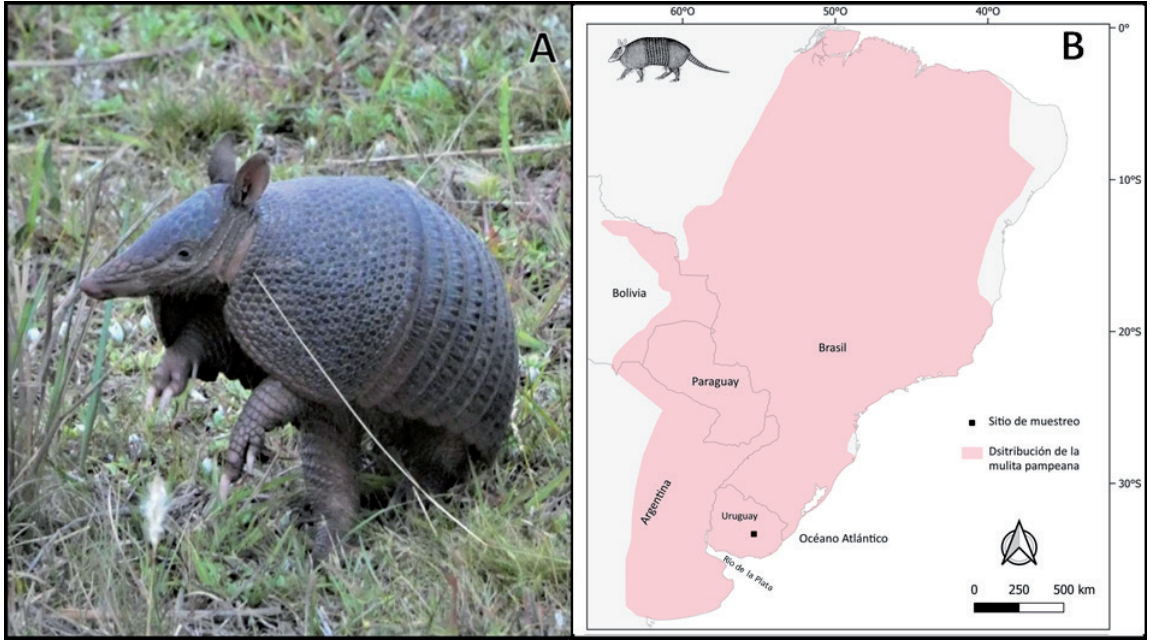 A
B
60°
50°
40°
0°
10°S
Bolivia
20°S
Brasil
Paraguay
Sitio de muestreo
Dsitribución de la
mulita pampeana
30°S
Argentina
Uruguay
Océano Atlántico
Río de la Plata
0 250 500 km